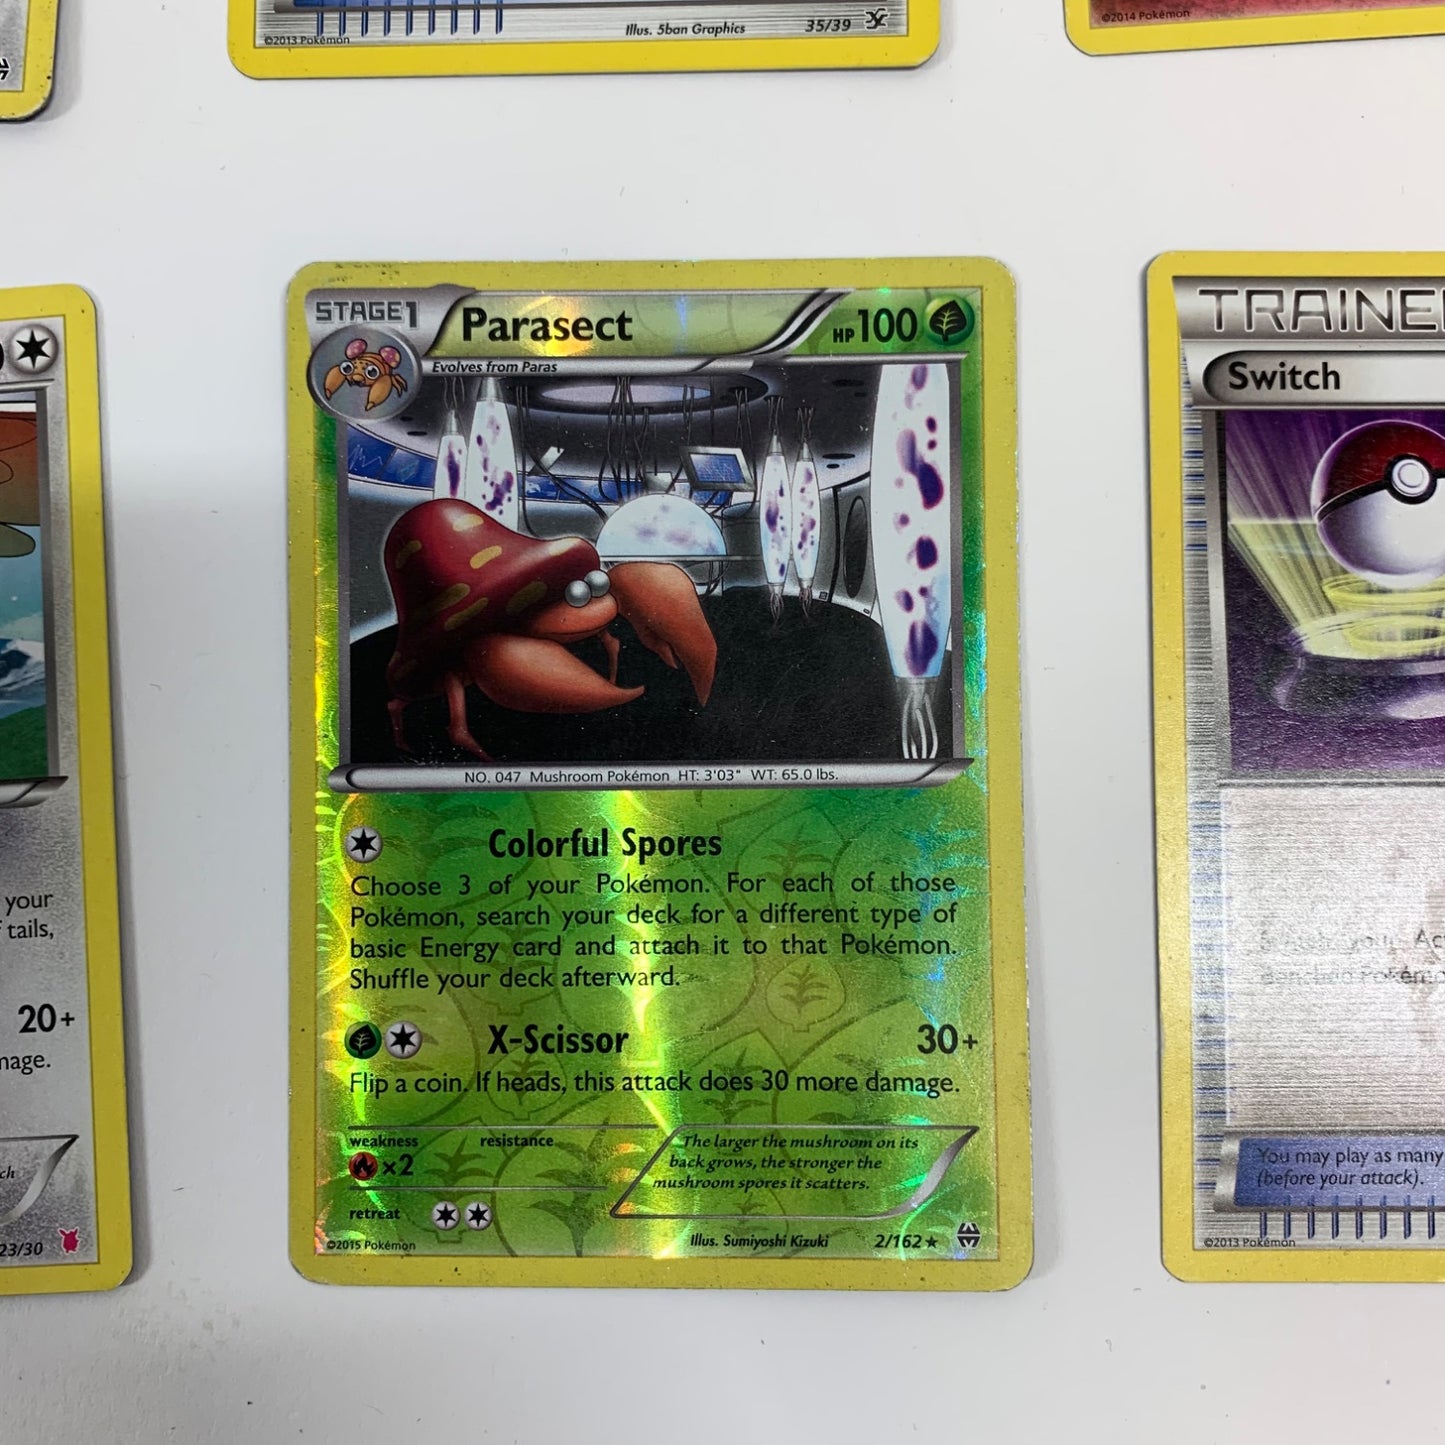 ©2013 Pokémon
Illus. 5ban Graphics
35/39
©2014 Pokémon
STAGE1
Parasect
HP100
Evolves from Paras
NO. 047 Mushroom Pokémon HT: 3'03" WT: 65.0 lbs.
Colorful Spores
Choose 3 of your Pokémon. For each of those
Pokémon, search your deck for a different type of
basic Energy card and attach it to that Pokémon.
Shuffle your deck afterward.
X-Scissor 30+
Flip a coin. If heads, this attack does 30 more damage.
weakness resistance
×2
retreat
The larger the mushroom on its
back grows, the stronger the
mushroom spores it scatters.
©2015 Pokémon
Illus. Sumiyoshi Kizuki
2/162
your
tails,
20+
23/30
TRAINE
Switch
You may play as many
(before your attack).
©2013 Pokémon